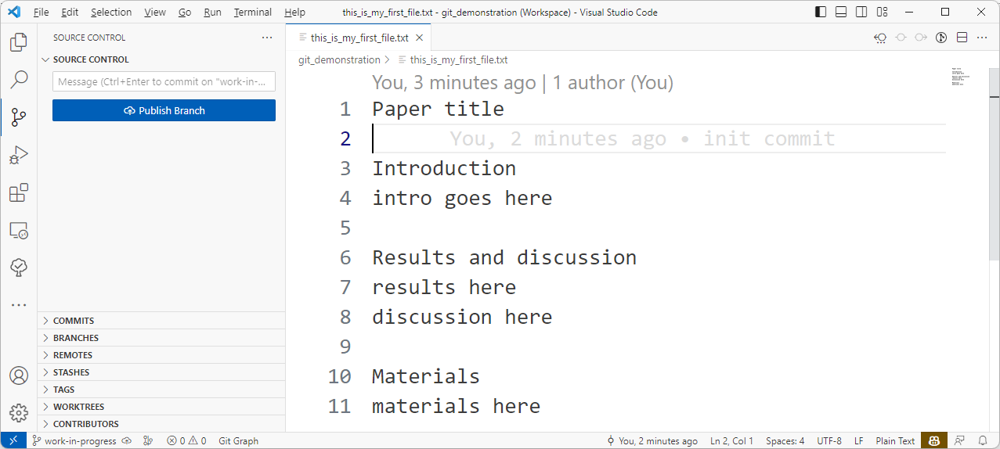 File Edit Selection View Go Run Terminal Help this_is_my_first_file.txt - git_demonstration (Workspace) - Visual Studio Code
SOURCE CONTROL
SOURCE CONTROL
Message (Ctrl+Enter to commit on "work-in-...
Publish Branch
COMMITS
BRANCHES
REMOTES
STASHES
TAGS
WORKTREES
CONTRIBUTORS
this_is_my_first_file.txt
git_demonstration > this_is_my_first_file.txt
You, 3 minutes ago | 1 author (You)
1 Paper title
2 You, 2 minutes ago • init commit
3 Introduction
4 intro goes here
5
6 Results and discussion
7 results here
8 discussion here
9
10 Materials
11 materials here
work-in-progress 0 0 Git Graph You, 2 minutes ago Ln 2, Col 1 Spaces: 4 UTF-8 LF Plain Text